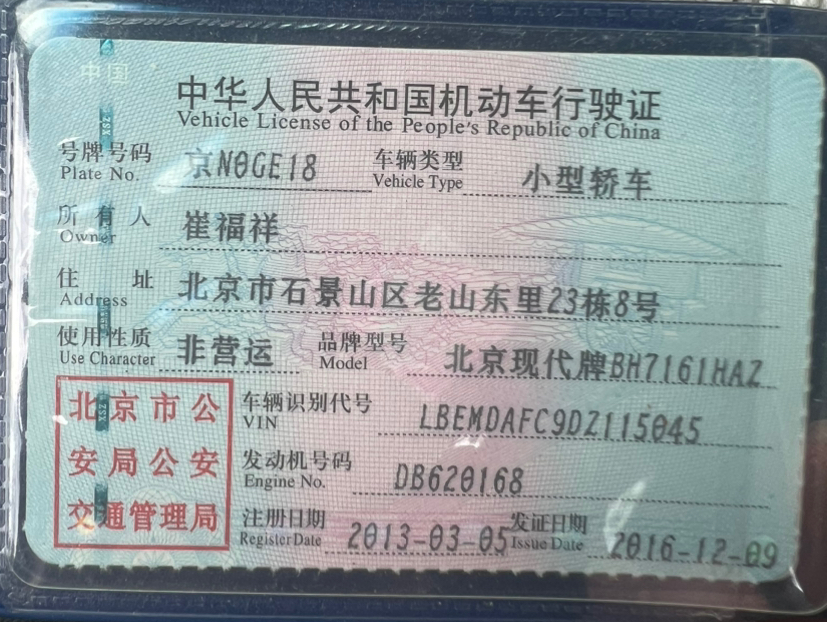 中国
中华人民共和国机动车行驶证
Vehicle License of the People's Republic of China
号牌号码 京N0GE18 车辆类型 小型轿车
Plate No. Vehicle Type
所有人 崔福祥
Owner
住址 北京市石景山区老山东里23栋8号
Address
使用性质 非营运 品牌型号 北京现代牌BH7161HAZ
Use Character Model
北京市公 车辆识别代号 LBEMDAFC9DZ115045
VIN
安局公安 发动机号码 DB620168
Engine No.
交通管理局 注册日期 2013-03-05 发证日期 2016-12-09
Register Date Issue Date